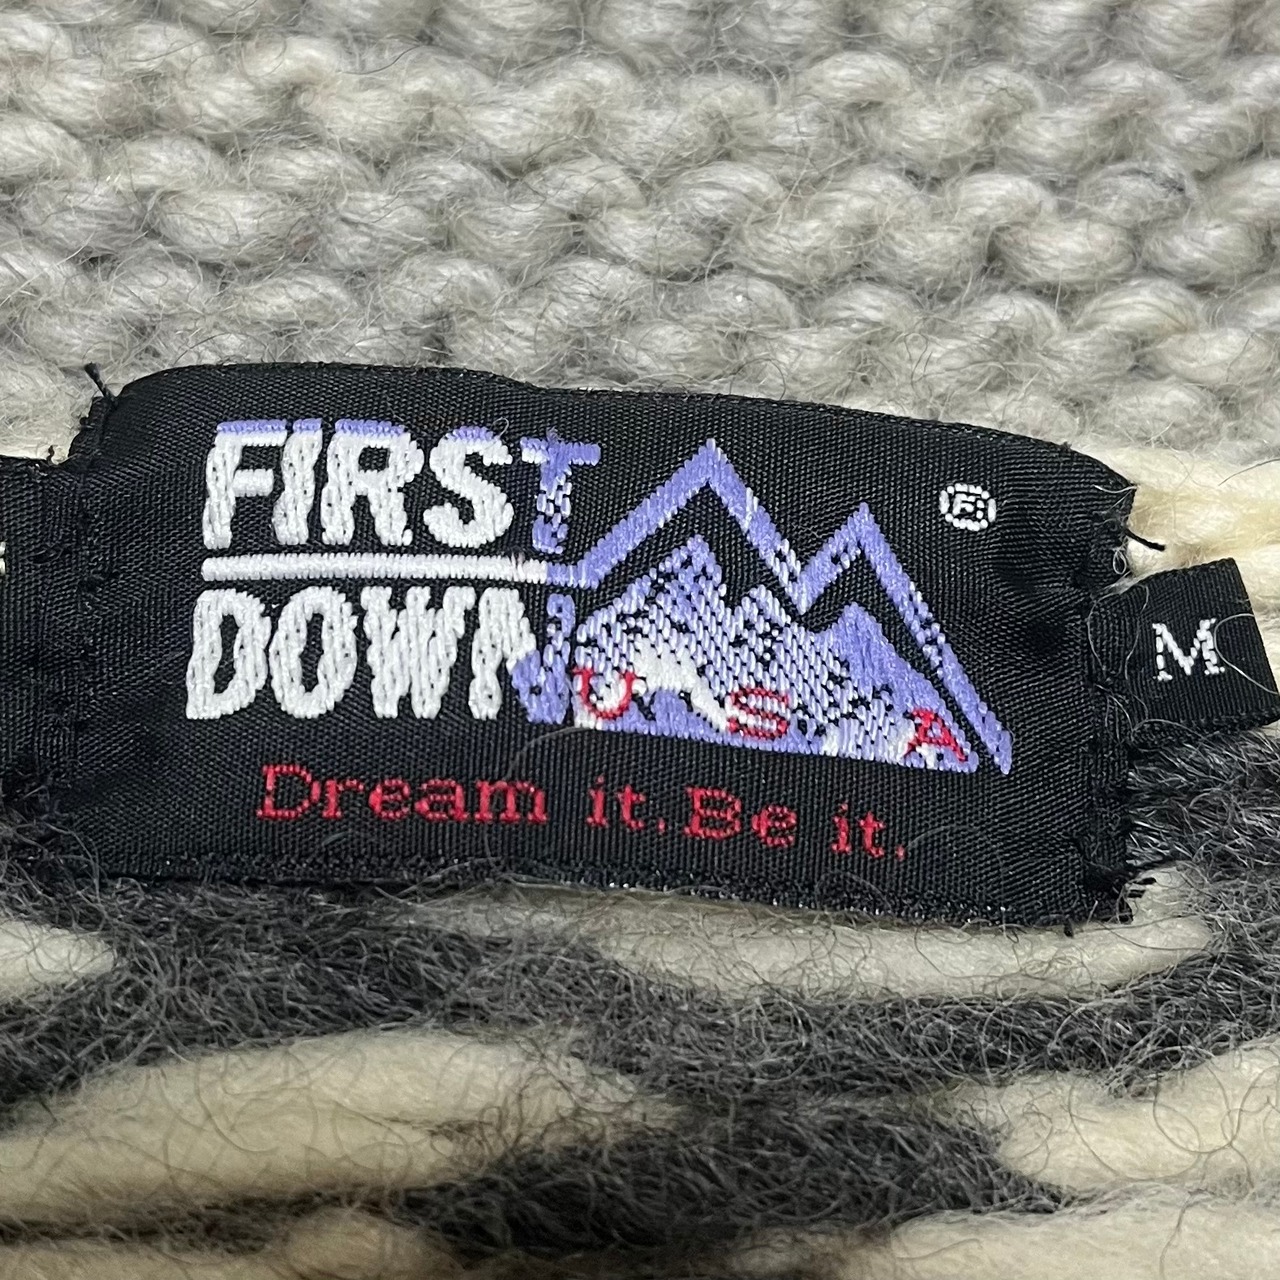 FIRST
DOWN
®
USA
Dream it. Be it.
M